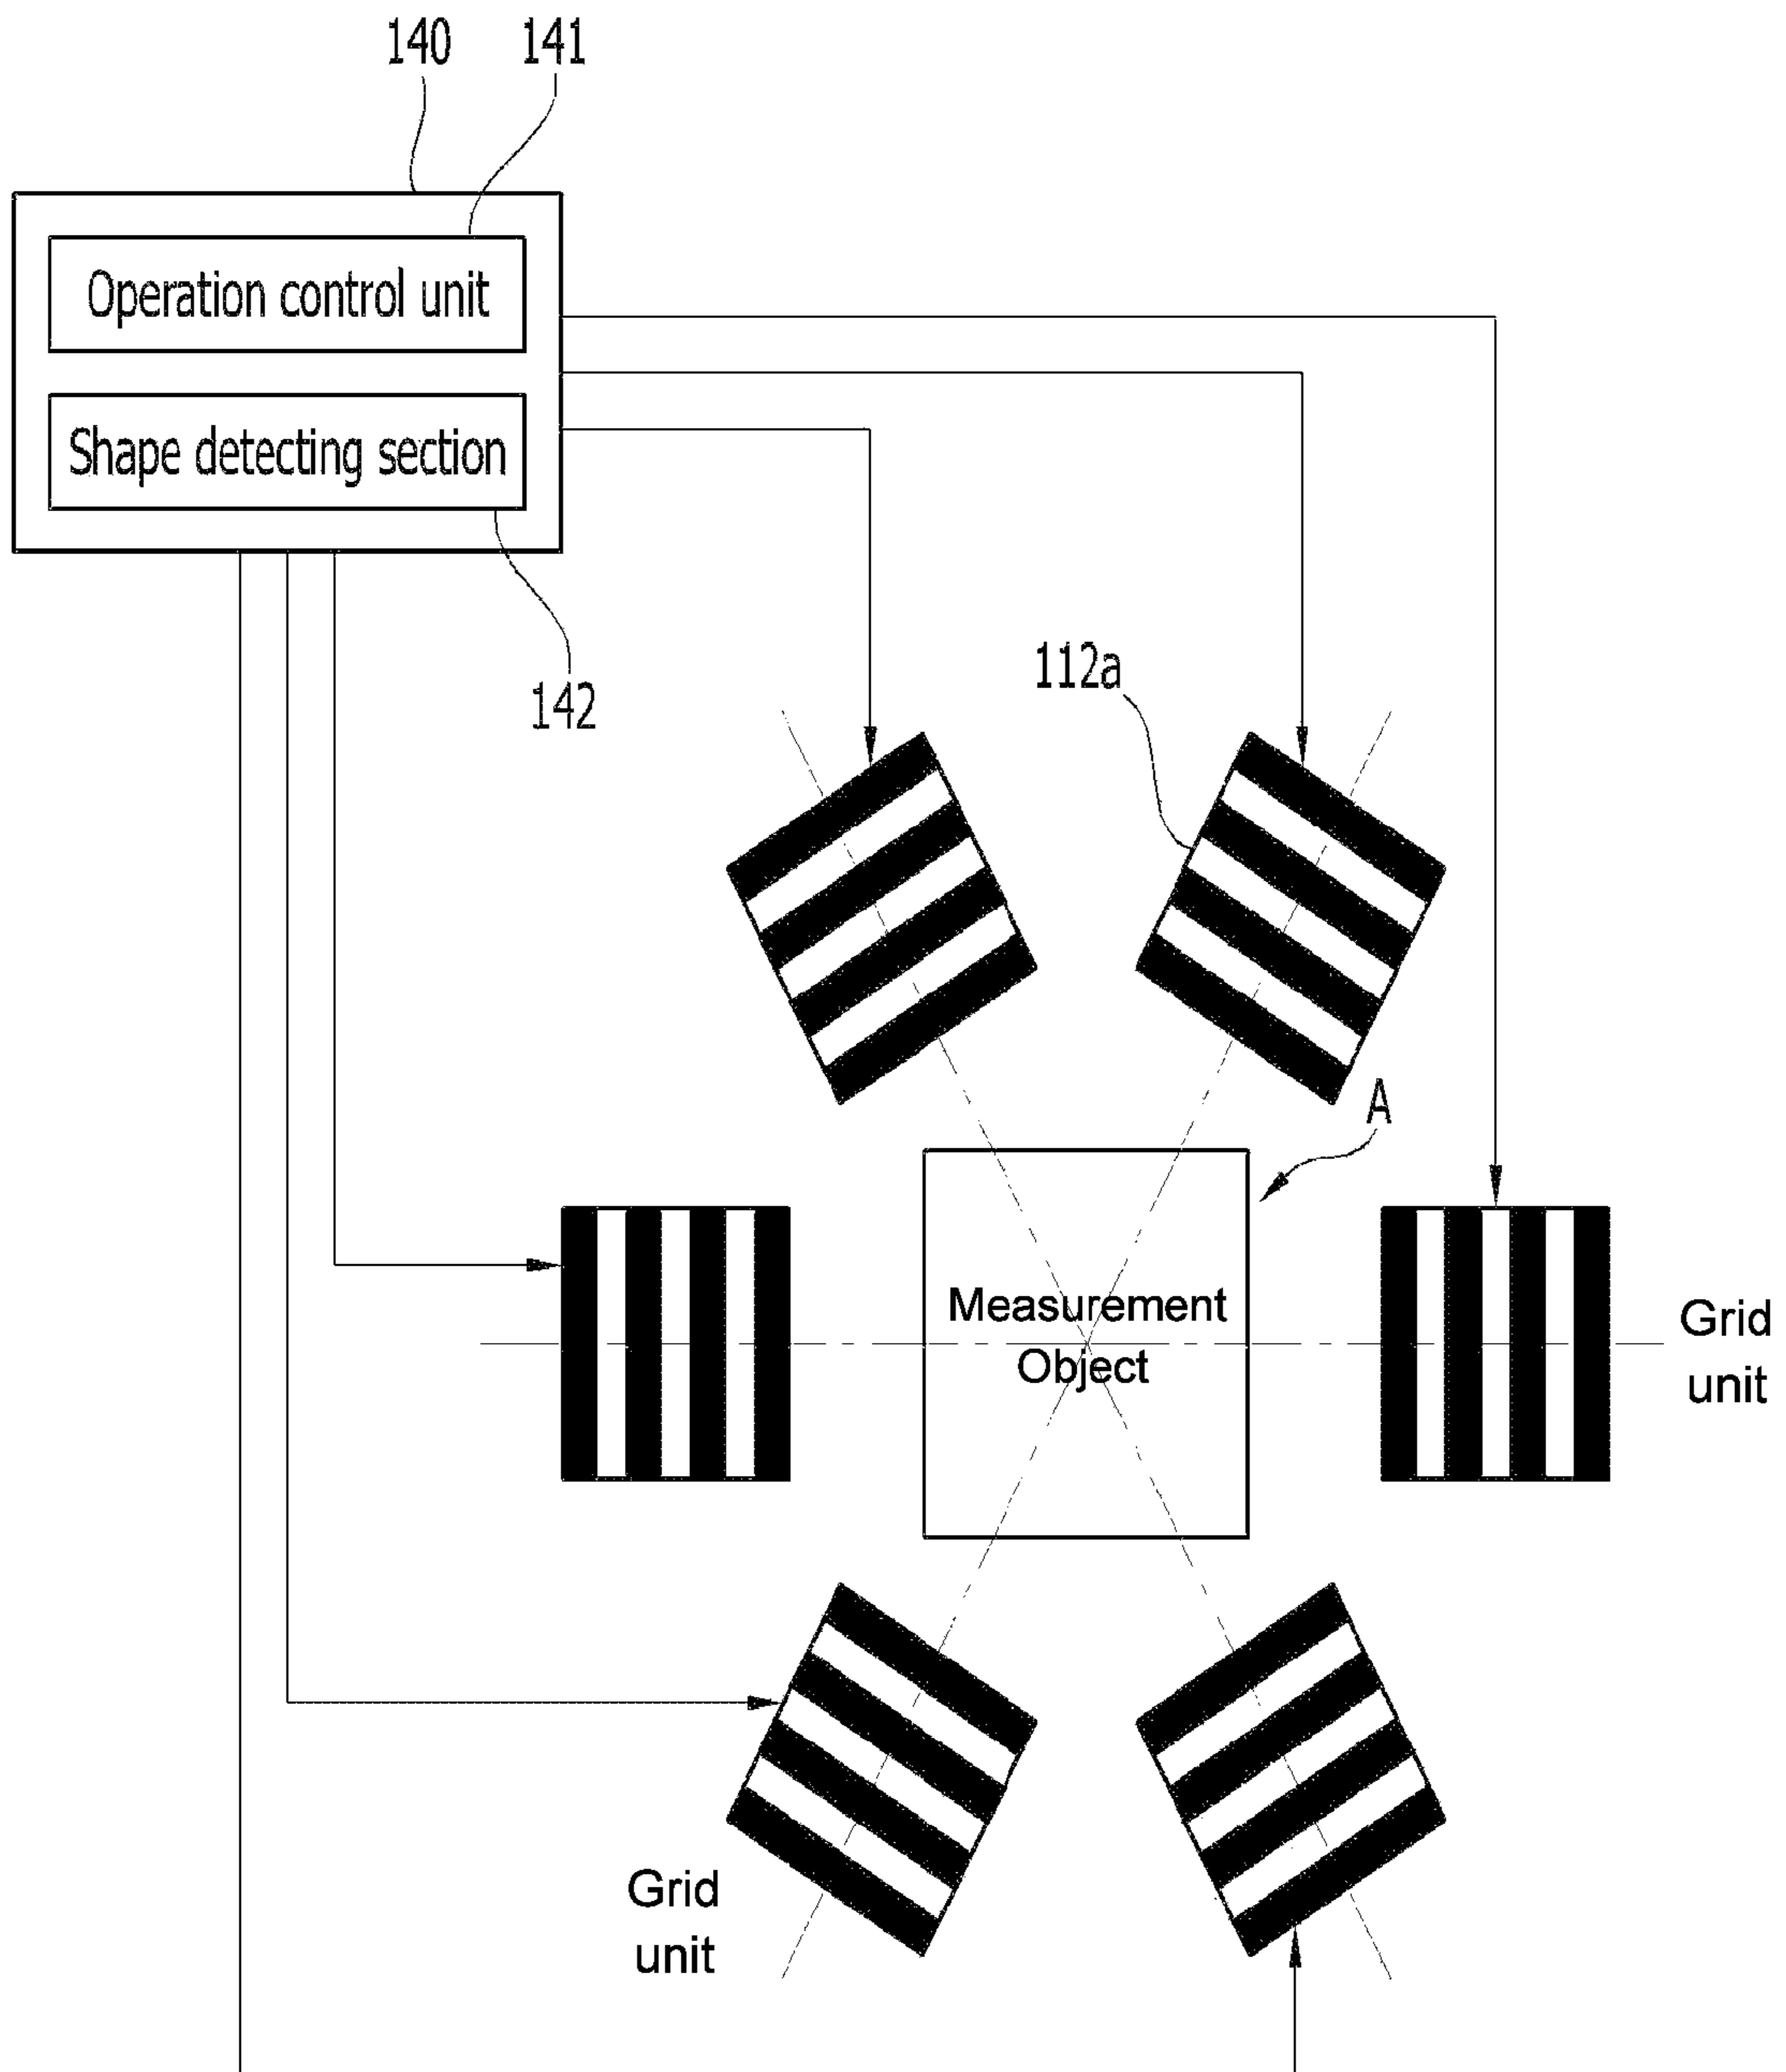 140
141
Operation control unit
Shape detecting section
142
112a
A
Measurement
Object
Grid
unit
Grid
unit